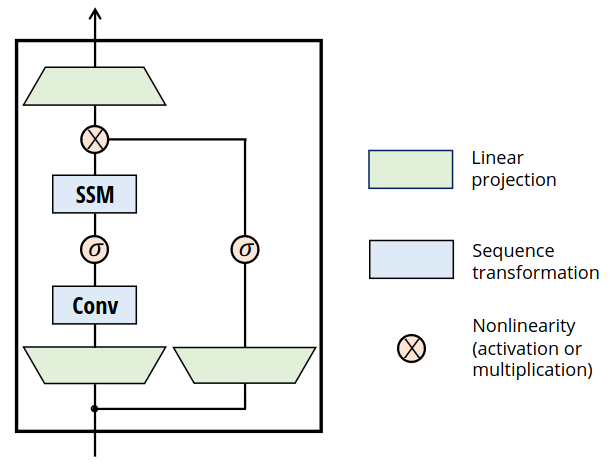 SSM
σ
σ
Conv
Linear
projection
Sequence
transformation
Nonlinearity
(activation or
multiplication)